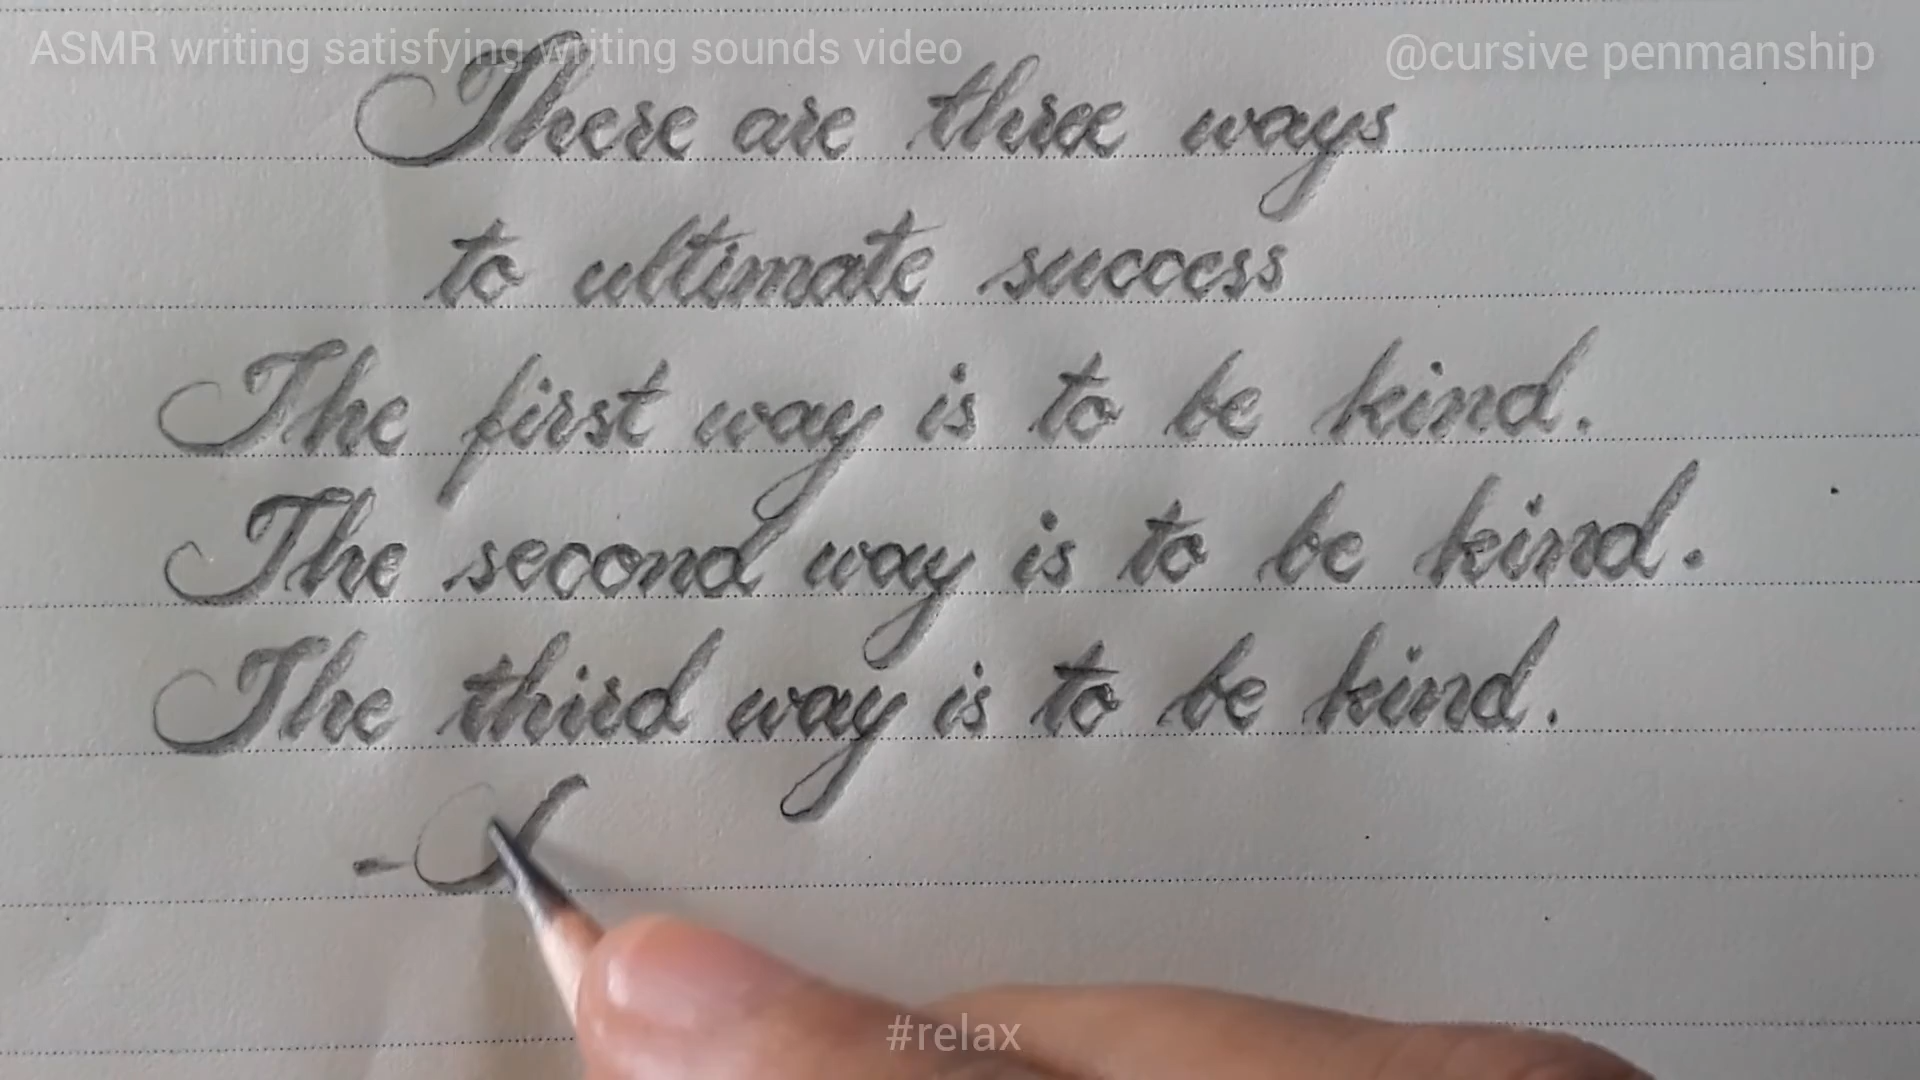 ASMR writing satisfying writing sounds video
@cursive penmanship
There are three ways
to ultimate success
The first way is to be kind.
The second way is to be kind.
The third way is to be kind.
-
#relax